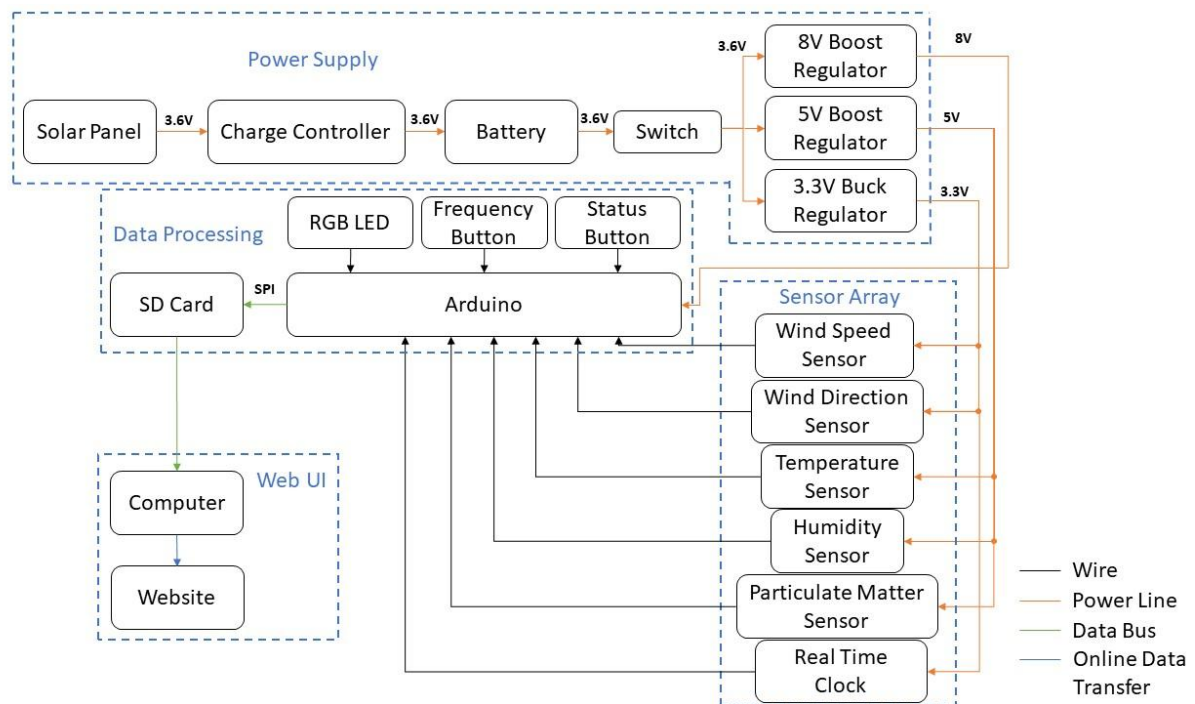 Power Supply
Solar Panel
3.6V
Charge Controller
3.6V
Battery
3.6V
Switch
3.6V
8V Boost
Regulator
8V
5V Boost
Regulator
5V
3.3V Buck
Regulator
3.3V
Data Processing
RGB LED
Frequency
Button
Status
Button
SD Card
SPI
Arduino
Sensor Array
Wind Speed
Sensor
Wind Direction
Sensor
Temperature
Sensor
Humidity
Sensor
Particulate Matter
Sensor
Real Time
Clock
Web UI
Computer
Website
Wire
Power Line
Data Bus
Online Data
Transfer